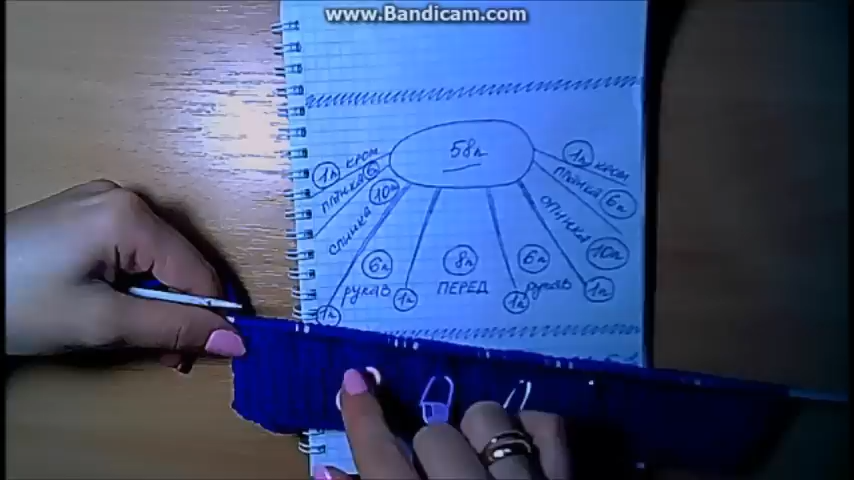 www.Bandicam.com
58п
1п кром
планка 6
спинка 10п
6п
рукав
1п
1п
8п
ПЕРЕД
6п
рукав
1п
1п
1п кром
планка 6п
спинка
10п